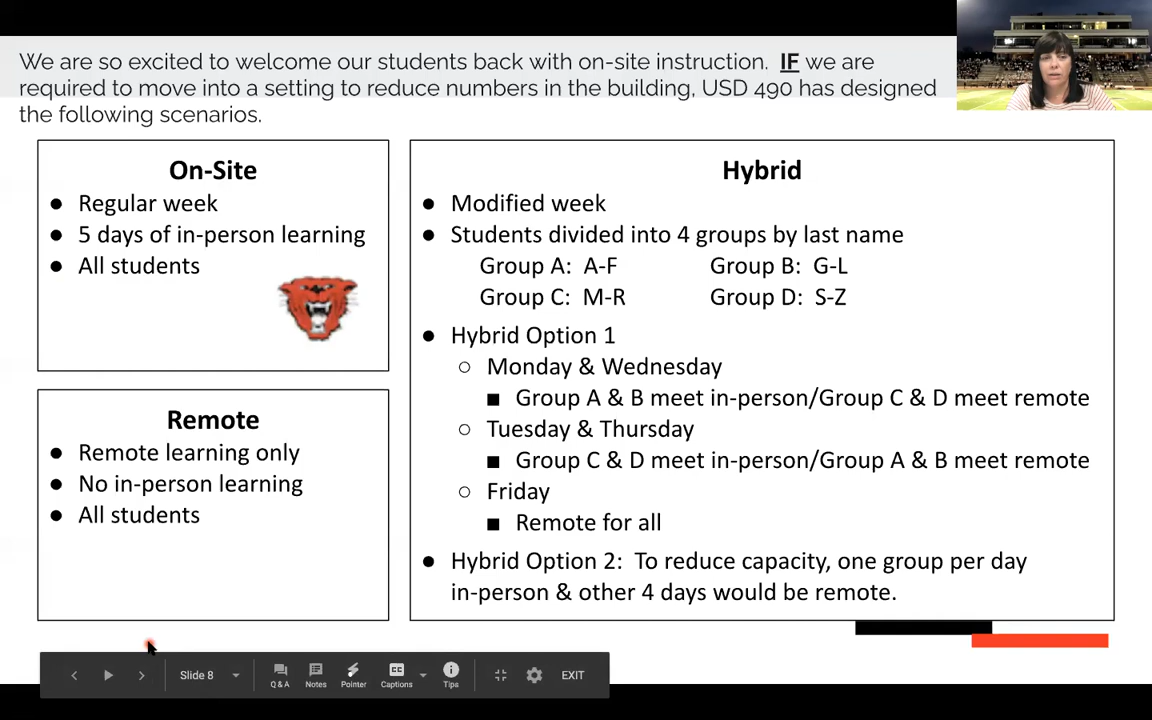 We are so excited to welcome our students back with on-site instruction. IF we are
required to move into a setting to reduce numbers in the building, USD 490 has designed
the following scenarios.
On-Site
● Regular week
● 5 days of in-person learning
● All students
Remote
● Remote learning only
● No in-person learning
● All students
Hybrid
● Modified week
● Students divided into 4 groups by last name
Group A: A-F Group B: G-L
Group C: M-R Group D: S-Z
● Hybrid Option 1
○ Monday & Wednesday
■ Group A & B meet in-person/Group C & D meet remote
○ Tuesday & Thursday
■ Group C & D meet in-person/Group A & B meet remote
○ Friday
■ Remote for all
● Hybrid Option 2: To reduce capacity, one group per day
in-person & other 4 days would be remote.
Slide 8
Q & A
Notes
Pointer
CC
Captions
Tips
EXIT